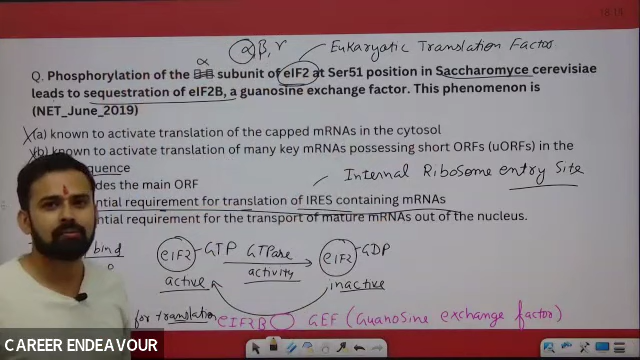 18:19
α, β, γ Eukaryotic Translation Factor
α
Q. Phosphorylation of the subunit of eIF2 at Ser51 position in Saccharomyce cerevisiae
leads to sequestration of eIF2B, a guanosine exchange factor. This phenomenon is
(NET_June_2019)
(a) known to activate translation of the capped mRNAs in the cytosol
(b) known to activate translation of many key mRNAs possessing short ORFs (uORFs) in the
quence
Internal Ribosome entry Site
des the main ORF
ntial requirement for translation of IRES containing mRNAs
ntial requirement for the transport of mature mRNAs out of the nucleus.
bind
eIF2 GTP GTPase activity eIF2 GDP
active inactive
for translation eIF2B GEF (Guanosine exchange factor)
CAREER ENDEAVOUR